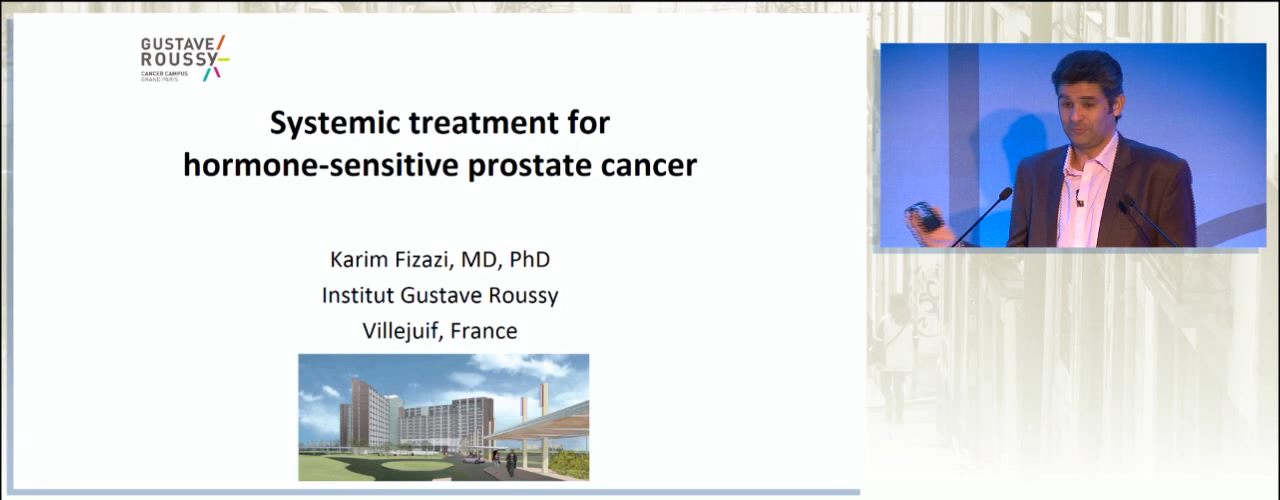 GUSTAVE
ROUSSY
CANCER CAMPUS
GRAND PARIS
Systemic treatment for
hormone-sensitive prostate cancer
Karim Fizazi, MD, PhD
Institut Gustave Roussy
Villejuif, France